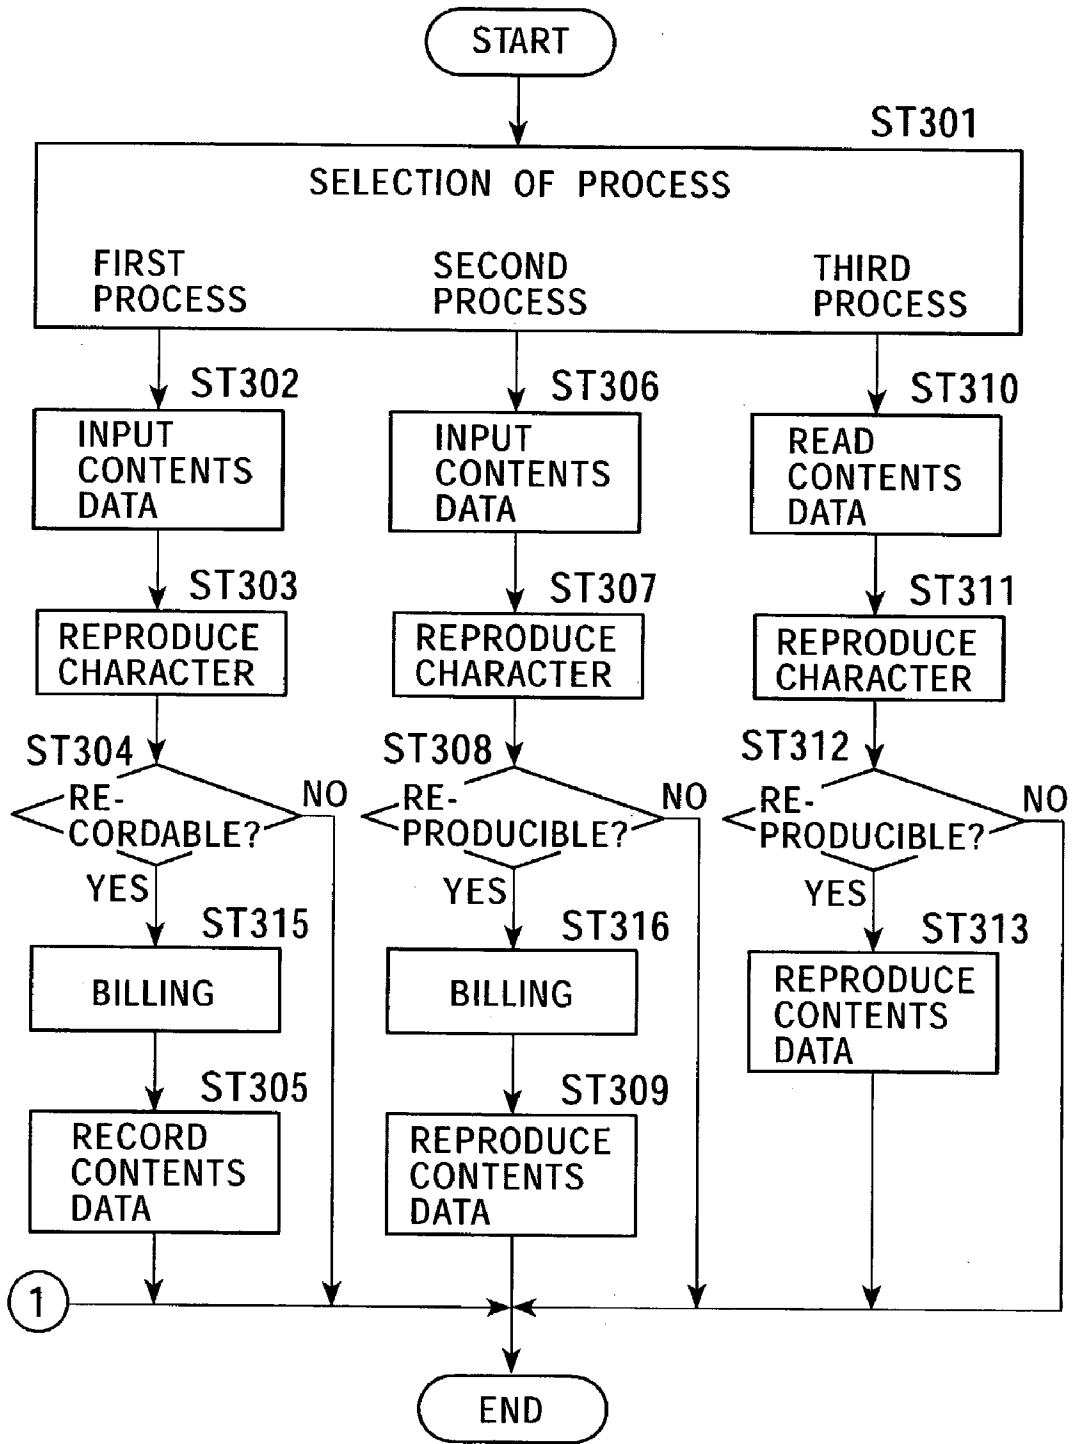 START
ST301
SELECTION OF PROCESS
FIRST
PROCESS
SECOND
PROCESS
THIRD
PROCESS
ST302
INPUT
CONTENTS
DATA
ST303
REPRODUCE
CHARACTER
ST304
RE-
CORDABLE?
NO
YES
ST315
BILLING
ST305
RECORD
CONTENTS
DATA
ST306
INPUT
CONTENTS
DATA
ST307
REPRODUCE
CHARACTER
ST308
RE-
PRODUCIBLE?
NO
YES
ST316
BILLING
ST309
REPRODUCE
CONTENTS
DATA
ST310
READ
CONTENTS
DATA
ST311
REPRODUCE
CHARACTER
ST312
RE-
PRODUCIBLE?
NO
YES
ST313
REPRODUCE
CONTENTS
DATA
1
END